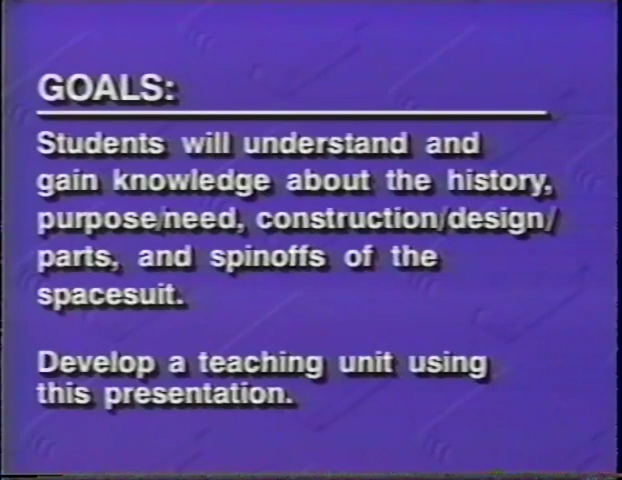 GOALS:
Students will understand and
gain knowledge about the history,
purpose/need, construction/design/
parts, and spinoffs of the
spacesuit.
Develop a teaching unit using
this presentation.